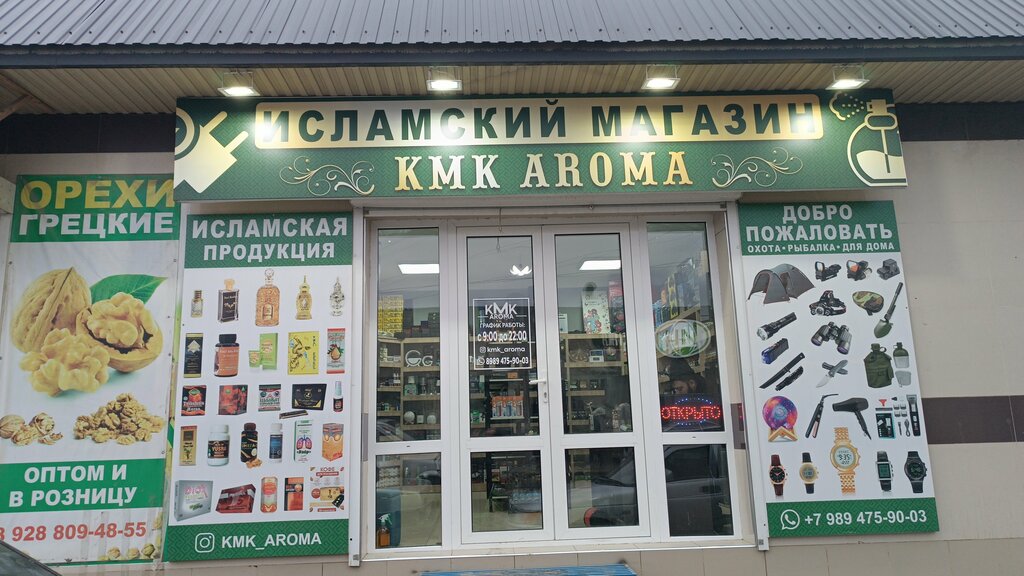 ИСЛАМСКИЙ МАГАЗИН
KMK AROMA
ОРЕХИ
ГРЕЦКИЕ
ОПТОМ И
В РОЗНИЦУ
928 809-48-55
ИСЛАМСКАЯ
ПРОДУКЦИЯ
КОФЕ
KMK_AROMA
KMK
AROMA
ГРАФИК РАБОТЫ:
с 9:00 до 22:00
kmk_aroma
8989 475-90-03
ОТКРЫТО
ДОБРО
ПОЖАЛОВАТЬ
ОХОТА•РЫБАЛКА•ДЛЯ ДОМА
+7 989 475-90-03